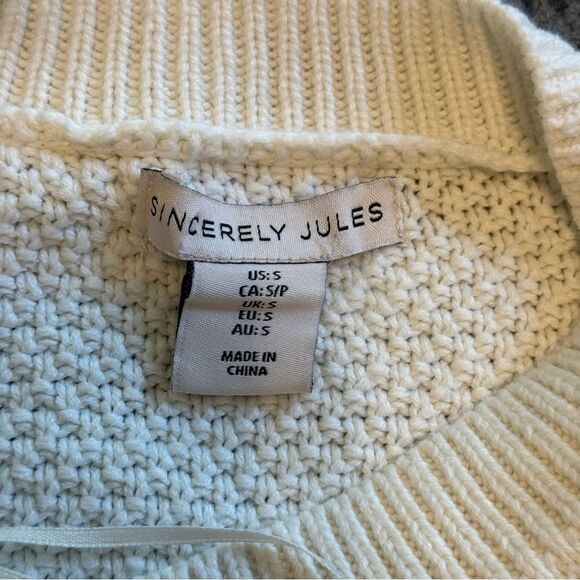 SINCERELY JULES
US: S
CA: S/P
UK: S
EU: S
AU: S
MADE IN
CHINA